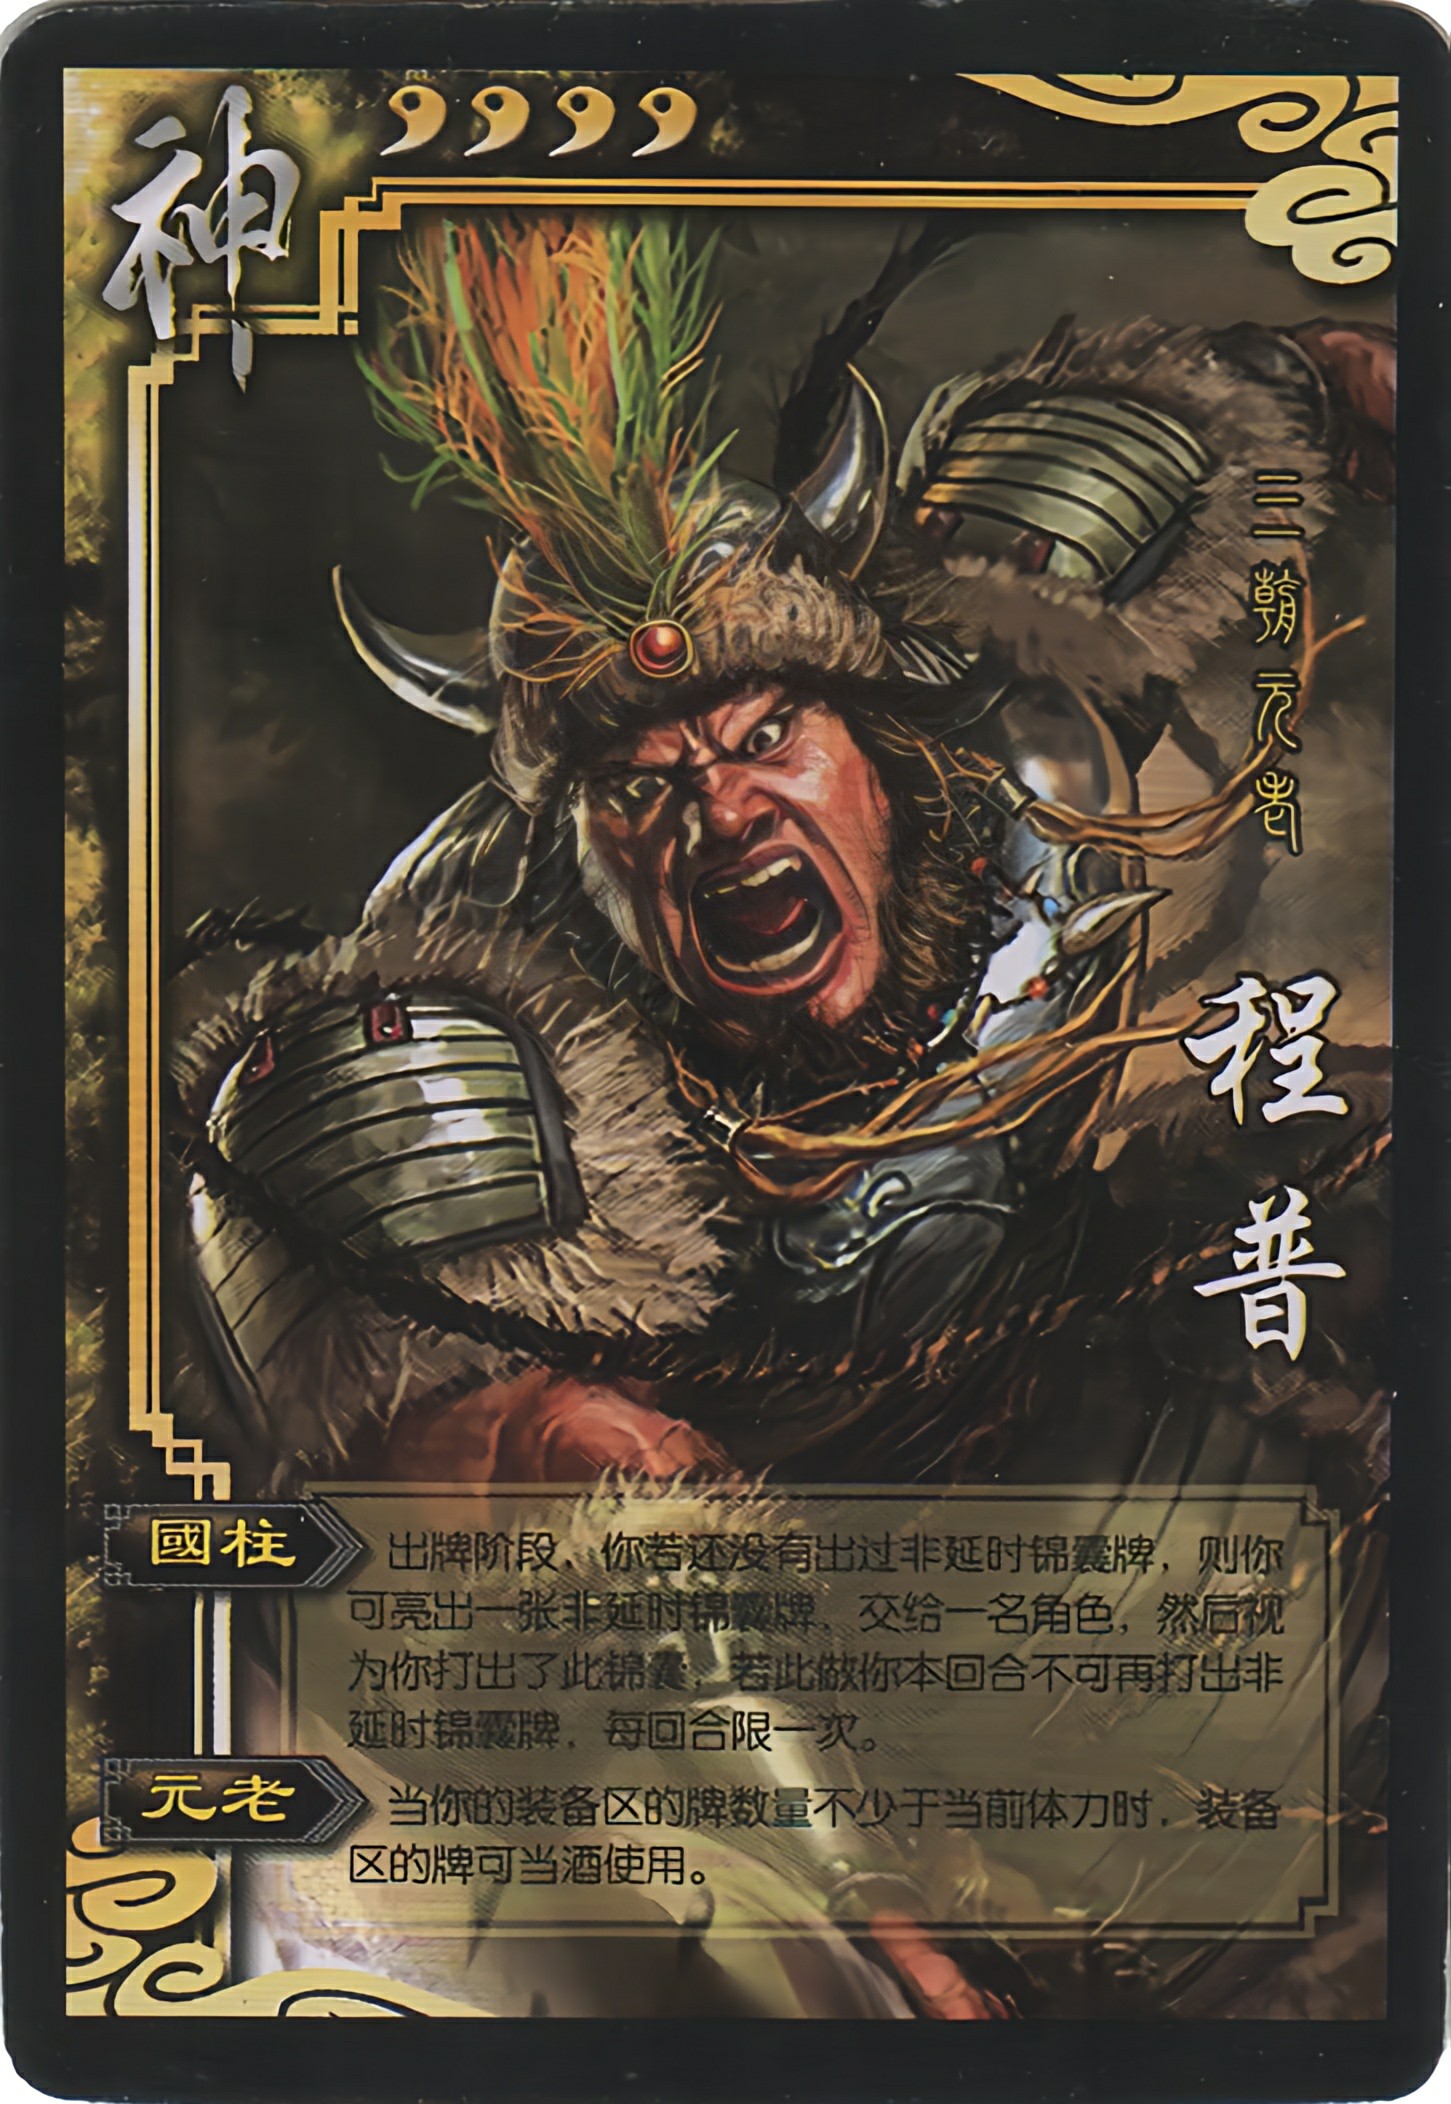 神
三朝元老
程普
國柱
出牌阶段，你若还没有出过非延时锦囊牌，则你
可亮出一张非延时锦囊牌，交给一名角色，然后视
为你打出了此锦囊，若此做你本回合不可再打出非
延时锦囊牌，每回合限一次。
元老
当你的装备区的牌数量不少于当前体力时，装备
区的牌可当酒使用。